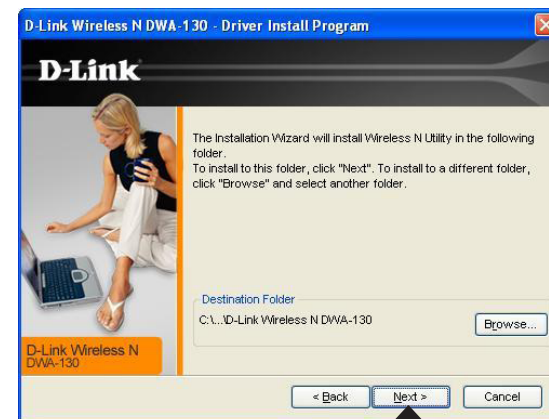 D-Link Wireless N DWA-130 - Driver Install Program
D-Link
The Installation Wizard will install Wireless N Utility in the following
folder.
To install to this folder, click "Next". To install to a different folder,
click "Browse" and select another folder.
Destination Folder
C:\...\D-Link Wireless N DWA-130
Browse...
D-Link Wireless N
DWA-130
< Back
Next >
Cancel